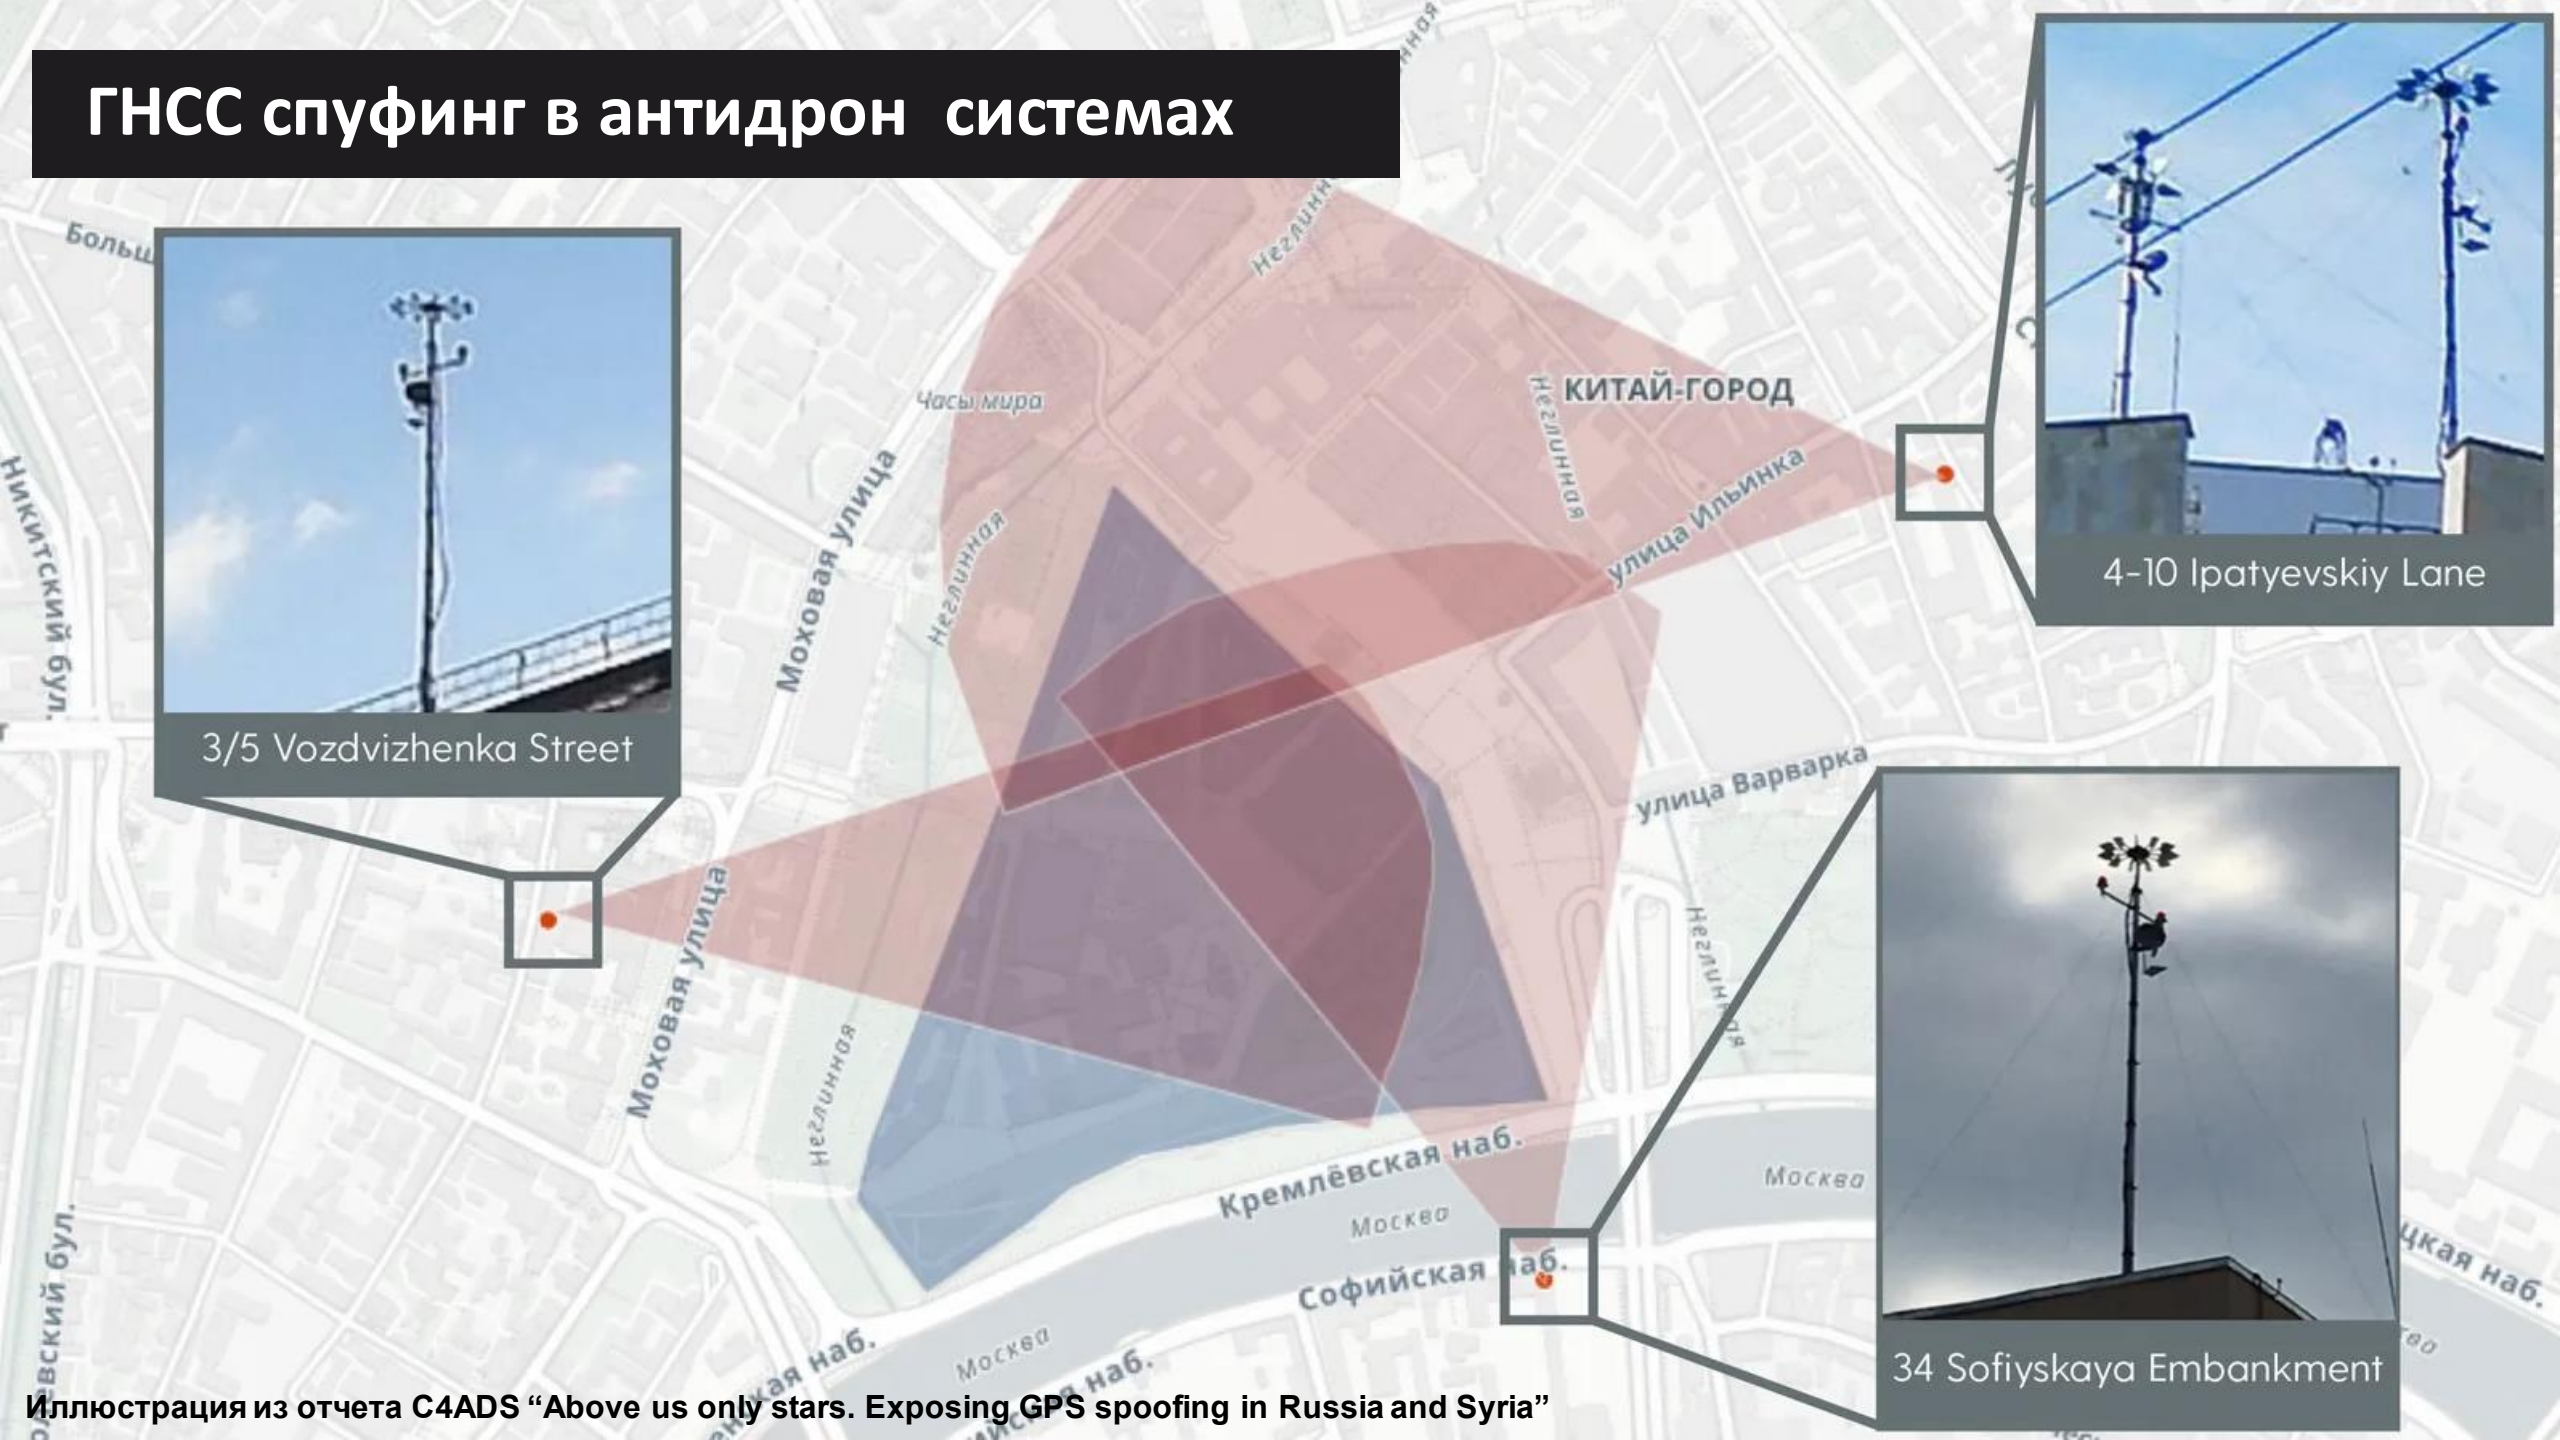 ГНСС спуфинг в антидрон системах
Неглинная
Часы мира
КИТАЙ-ГОРОД
Неглинная
4-10 Ipatyevskiy Lane
Никитский бул.
Моховая улица
Неглинная
улица Ильинка
3/5 Vozdvizhenka Street
улица Варварка
Моховая улица
Неглинная
Неглинная
Кремлёвская наб.
Москва
Москва
Софийская наб.
Москва
34 Sofiyskaya Embankment
Иллюстрация из отчета C4ADS “Above us only stars. Exposing GPS spoofing in Russia and Syria”